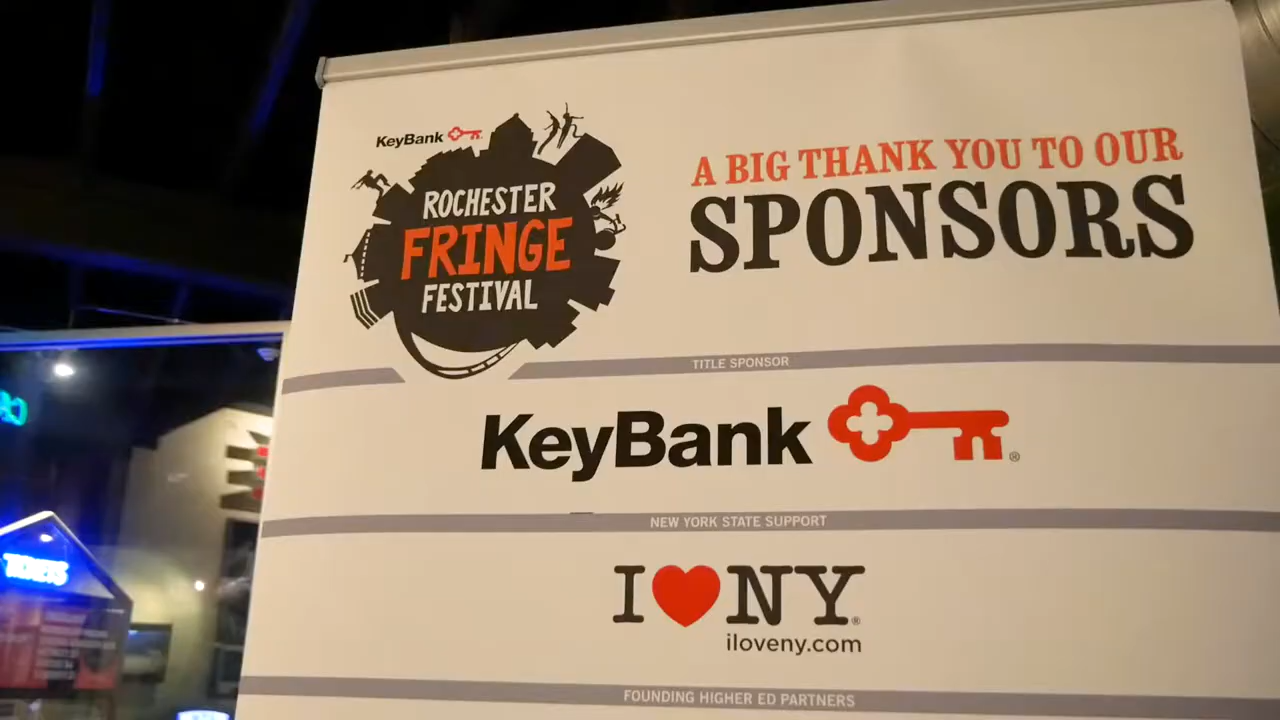 KeyBank
ROCHESTER
FRINGE
FESTIVAL
A BIG THANK YOU TO OUR
SPONSORS
TITLE SPONSOR
KeyBank ®
NEW YORK STATE SUPPORT
I ♥ NY ®
iloveny.com
FOUNDING HIGHER ED PARTNERS
TICKETS